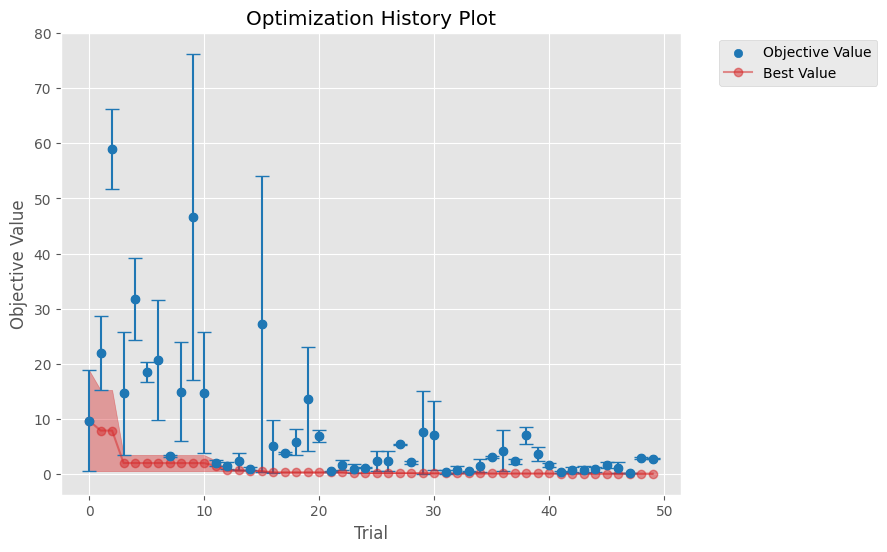 Optimization History Plot
Objective Value
Best Value
Objective Value
80
70
60
50
40
30
20
10
0
0 10 20 30 40 50
Trial